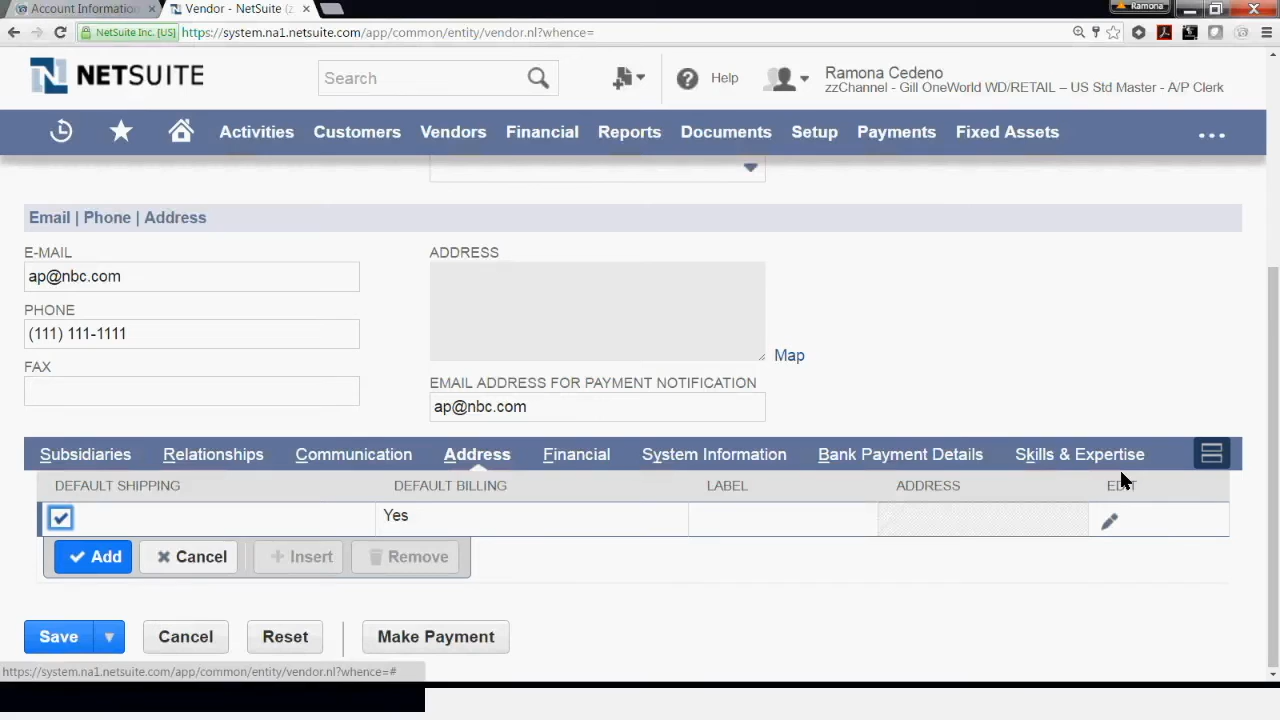 Account Information
Vendor - NetSuite (z
Ramona
NetSuite Inc. [US]
https://system.na1.netsuite.com/app/common/entity/vendor.nl?whence=
NETSUITE
Search
Help
Ramona Cedeno
zzChannel - Gill OneWorld WD/RETAIL – US Std Master - A/P Clerk
Activities Customers Vendors Financial Reports Documents Setup Payments Fixed Assets ...
Email | Phone | Address
E-MAIL
ap@nbc.com
PHONE
(111) 111-1111
FAX
ADDRESS
Map
EMAIL ADDRESS FOR PAYMENT NOTIFICATION
ap@nbc.com
Subsidiaries Relationships Communication Address Financial System Information Bank Payment Details Skills & Expertise
DEFAULT SHIPPING DEFAULT BILLING LABEL ADDRESS EDIT
Yes
Add Cancel Insert Remove
Save Cancel Reset Make Payment
https://system.na1.netsuite.com/app/common/entity/vendor.nl?whence=#